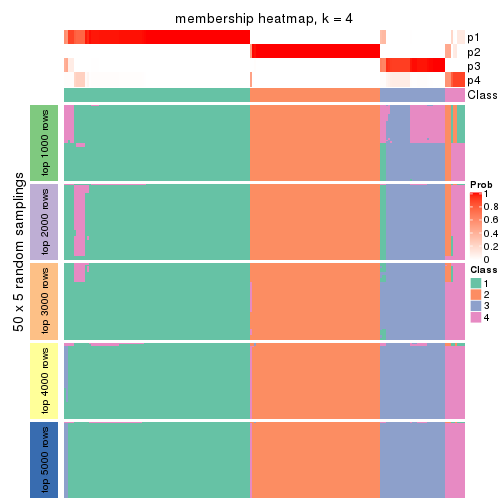 membership heatmap, k = 4
p1
p2
p3
p4
Class
50 x 5 random samplings
top 1000 rows
top 2000 rows
top 3000 rows
top 4000 rows
top 5000 rows
Prob
1
0.8
0.6
0.4
0.2
0
Class
1
2
3
4